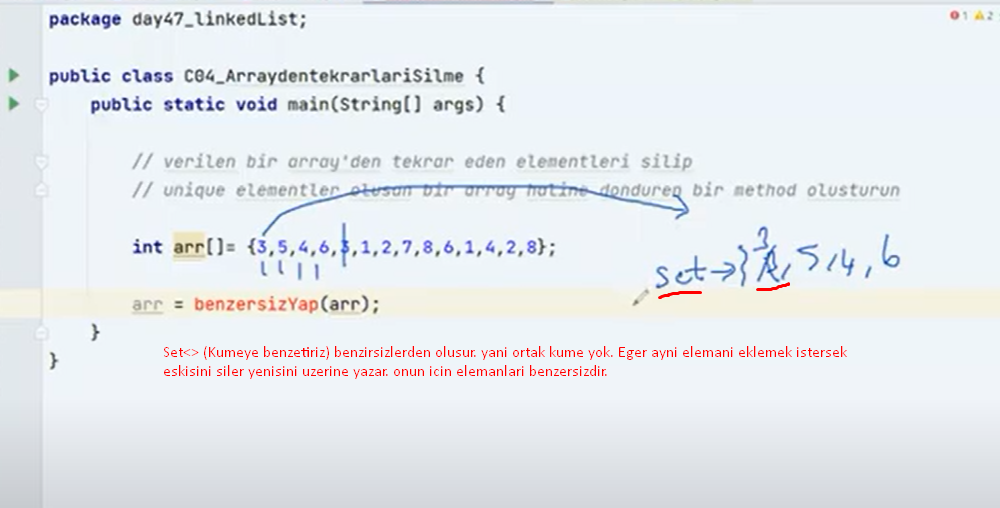 package day47_linkedList;
1 2
public class C04_ArraydentekrarlariSilme {
public static void main(String[] args) {
// verilen bir array'den tekrar eden elementleri silip
// unique elementler olusan bir array haline donduren bir method olusturun
int arr[]= {3,5,4,6,3,1,2,7,8,6,1,4,2,8};
set → } 3, 5, 4, 6
arr = benzersizYap(arr);
}
Set<> (Kumeye benzetiriz) benzirsizlerden olusur. yani ortak kume yok. Eger ayni elemani eklemek istersek
}
eskisini siler yenisini uzerine yazar. onun icin elemanlari benzersizdir.